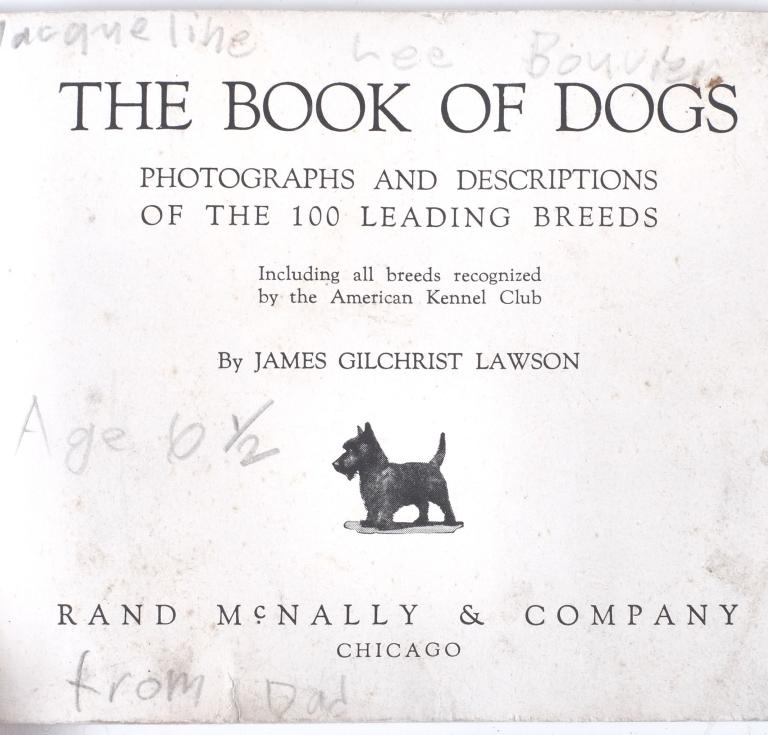 Jacqueline Lee Bouvier
THE BOOK OF DOGS
PHOTOGRAPHS AND DESCRIPTIONS
OF THE 100 LEADING BREEDS
Including all breeds recognized
by the American Kennel Club
By JAMES GILCHRIST LAWSON
Age 6 ½
RAND McNALLY & COMPANY
CHICAGO
from Dad